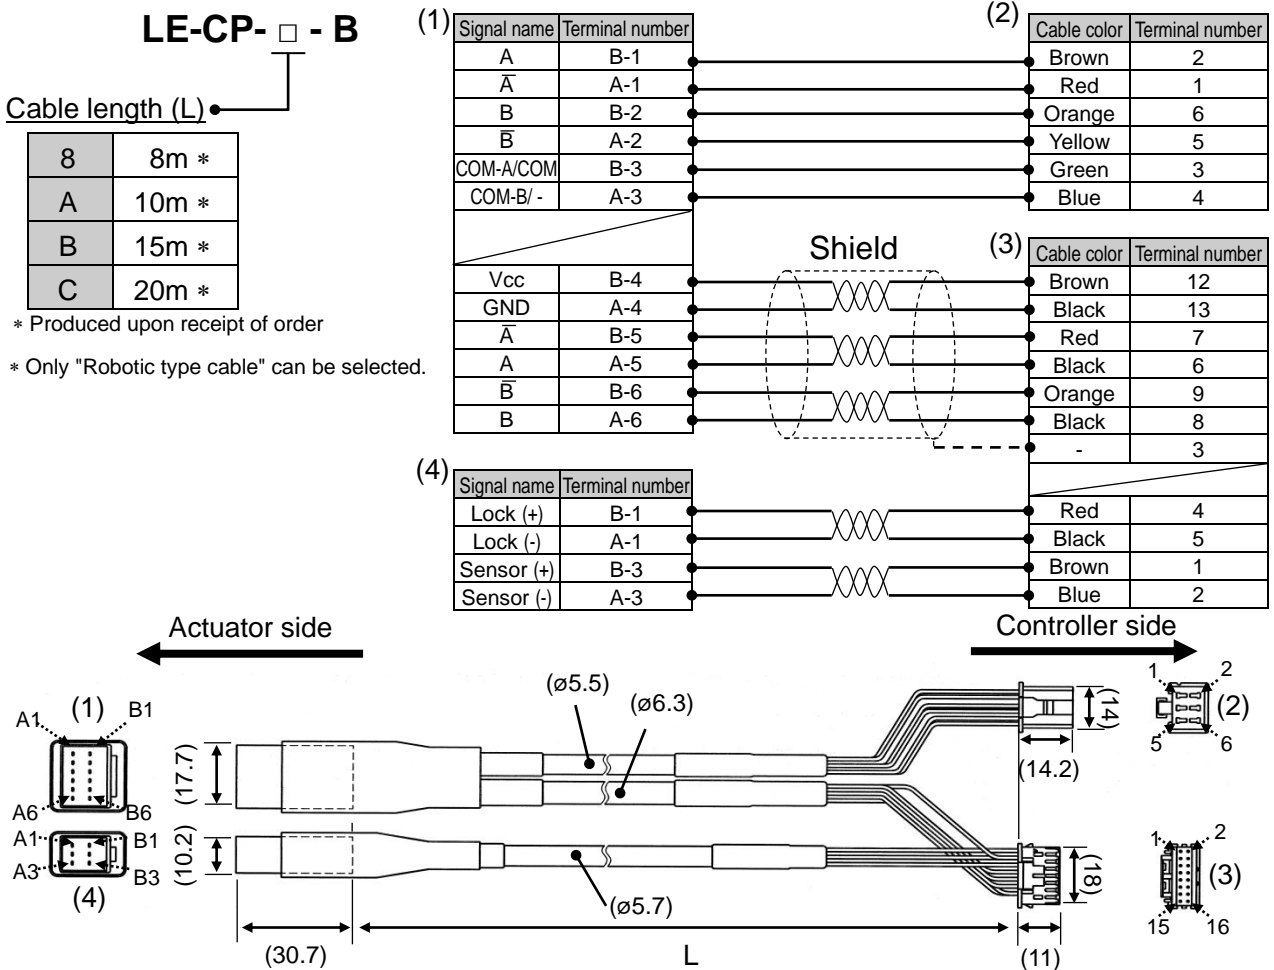 LE-CP- □ - B
Cable length (L)
8 8m *
A 10m *
B 15m *
C 20m *
* Produced upon receipt of order
* Only "Robotic type cable" can be selected.
(1)
Signal name Terminal number
A B-1
A̅ A-1
B B-2
B̅ A-2
COM-A/COM B-3
COM-B/ - A-3
Vcc B-4
GND A-4
A̅ B-5
A A-5
B̅ B-6
B A-6
(2)
Cable color Terminal number
Brown 2
Red 1
Orange 6
Yellow 5
Green 3
Blue 4
Shield
(3)
Cable color Terminal number
Brown 12
Black 13
Red 7
Black 6
Orange 9
Black 8
- 3
Red 4
Black 5
Brown 1
Blue 2
(4)
Signal name Terminal number
Lock (+) B-1
Lock (-) A-1
Sensor (+) B-3
Sensor (-) A-3
Actuator side
Controller side
(1)
A1 B1
A6 B6
A1 B1
A3 B3
(4)
(17.7)
(10.2)
(30.7)
(ø5.5)
(ø6.3)
(ø5.7)
L
(14)
(14.2)
(18)
(11)
1 2
(2)
5 6
1 2
(3)
15 16